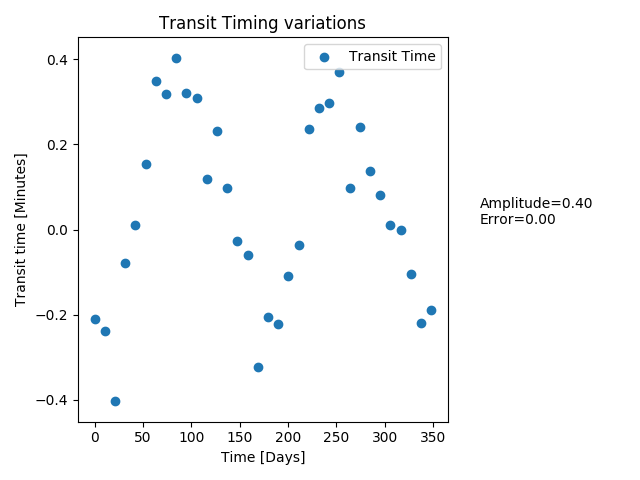 Transit Timing variations
Transit Time
0.4
0.2
0.0
−0.2
−0.4
Transit time [Minutes]
0 50 100 150 200 250 300 350
Time [Days]
Amplitude=0.40
Error=0.00